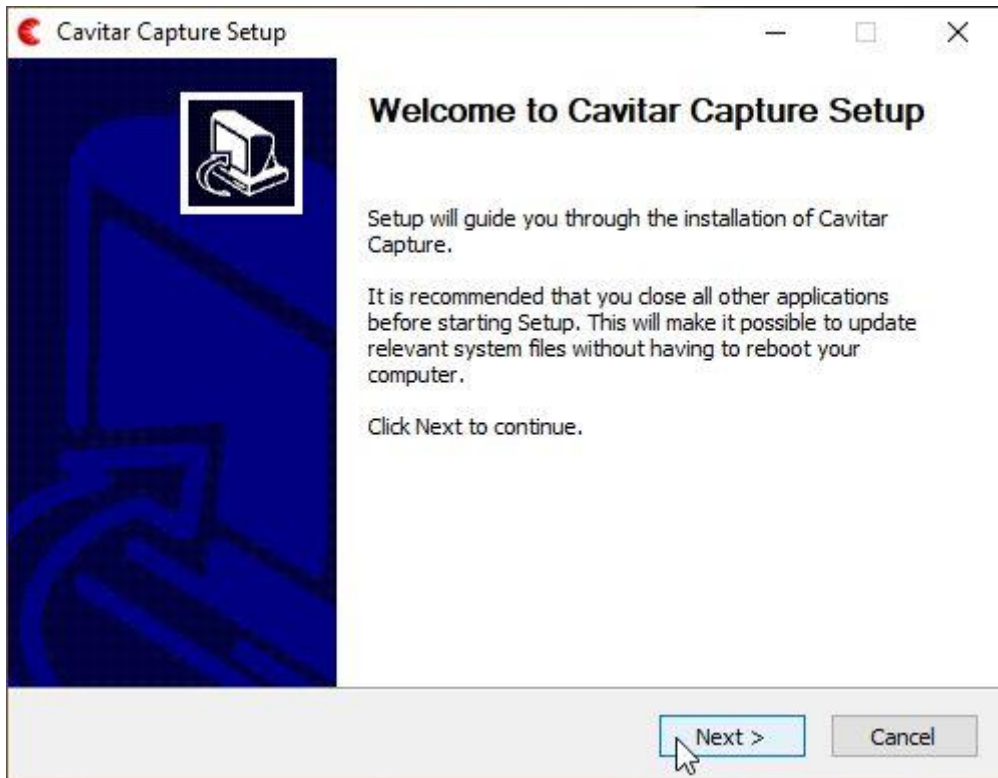 Cavitar Capture Setup
Welcome to Cavitar Capture Setup
Setup will guide you through the installation of Cavitar
Capture.
It is recommended that you close all other applications
before starting Setup. This will make it possible to update
relevant system files without having to reboot your
computer.
Click Next to continue.
Next >
Cancel